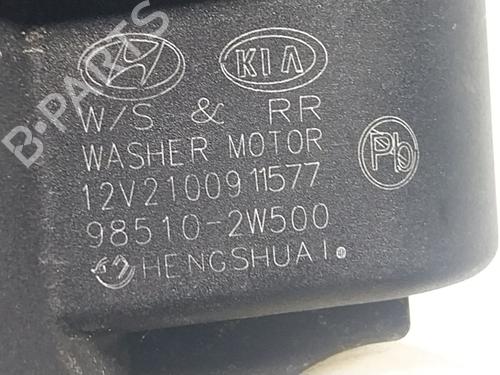 KIA
W/S & RR
WASHER MOTOR
Pb
12V2100911577
98510-2W500
HENGSHUAI
B-PARTS